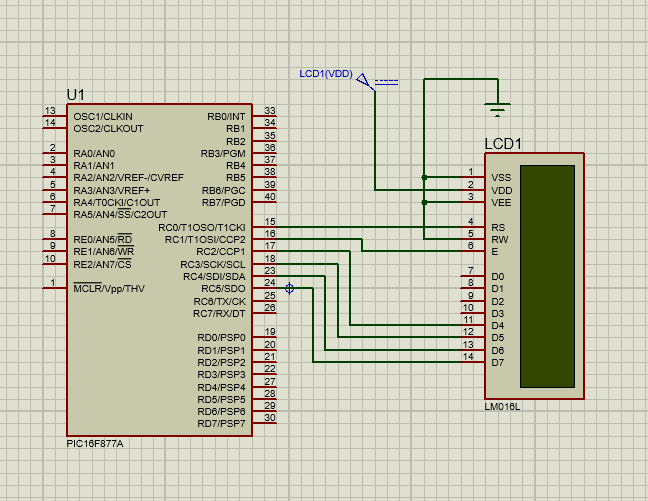 LCD1(VDD)
U1
13 OSC1/CLKIN RB0/INT 33
14 OSC2/CLKOUT RB1 34
RB2 35
2 RA0/AN0 RB3/PGM 36
3 RA1/AN1 RB4 37
4 RA2/AN2/VREF-/CVREF RB5 38
5 RA3/AN3/VREF+ RB6/PGC 39
6 RA4/T0CKI/C1OUT RB7/PGD 40
7 RA5/AN4/SS/C2OUT
RC0/T1OSO/T1CKI 15
8 RE0/AN5/RD RC1/T1OSI/CCP2 16
9 RE1/AN6/WR RC2/CCP1 17
10 RE2/AN7/CS RC3/SCK/SCL 18
RC4/SDI/SDA 23
1 MCLR/Vpp/THV RC5/SDO 24
RC6/TX/CK 25
RC7/RX/DT 26
RD0/PSP0 19
RD1/PSP1 20
RD2/PSP2 21
RD3/PSP3 22
RD4/PSP4 27
RD5/PSP5 28
RD6/PSP6 29
RD7/PSP7 30
PIC16F877A
LCD1
1 VSS
2 VDD
3 VEE
4 RS
5 RW
6 E
7 D0
8 D1
9 D2
10 D3
11 D4
12 D5
13 D6
14 D7
LM016L